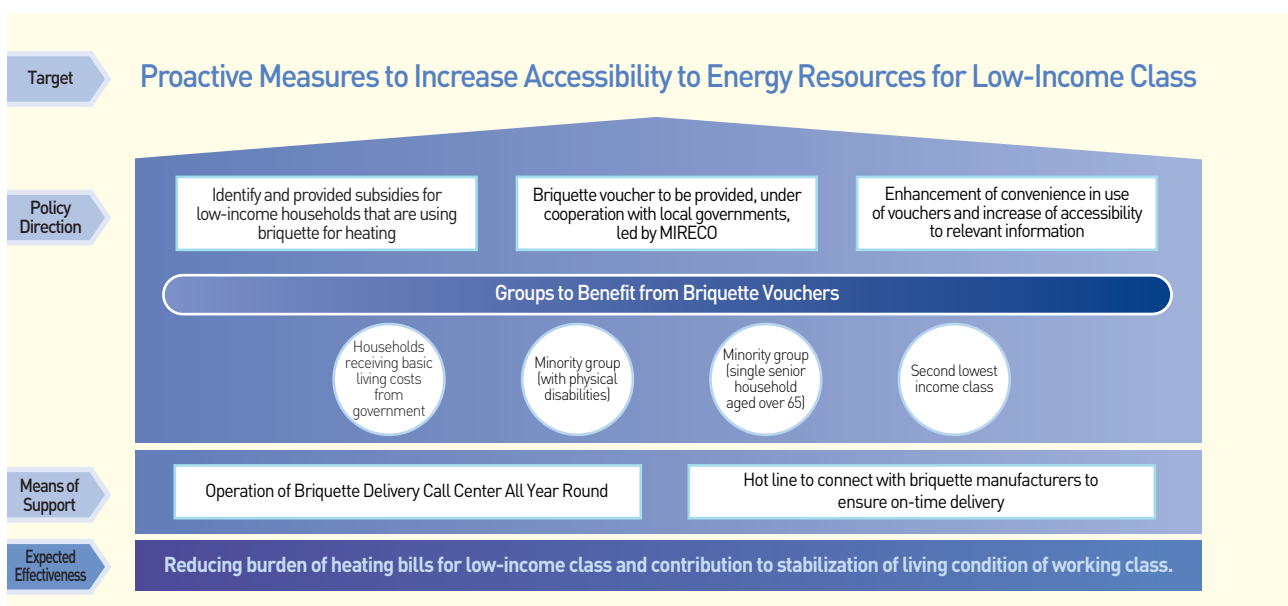 Target
Proactive Measures to Increase Accessibility to Energy Resources for Low-Income Class
Policy
Direction
Identify and provided subsidies for
low-income households that are using
briquette for heating
Briquette voucher to be provided, under
cooperation with local governments,
led by MIRECO
Enhancement of convenience in use
of vouchers and increase of accessibility
to relevant information
Groups to Benefit from Briquette Vouchers
Households
receiving basic
living costs
from
government
Minority group
(with physical
disabilities)
Minority group
(single senior
household
aged over 65)
Second lowest
income class
Means of
Support
Operation of Briquette Delivery Call Center All Year Round
Hot line to connect with briquette manufacturers to
ensure on-time delivery
Expected
Effectiveness
Reducing burden of heating bills for low-income class and contribution to stabilization of living condition of working class.